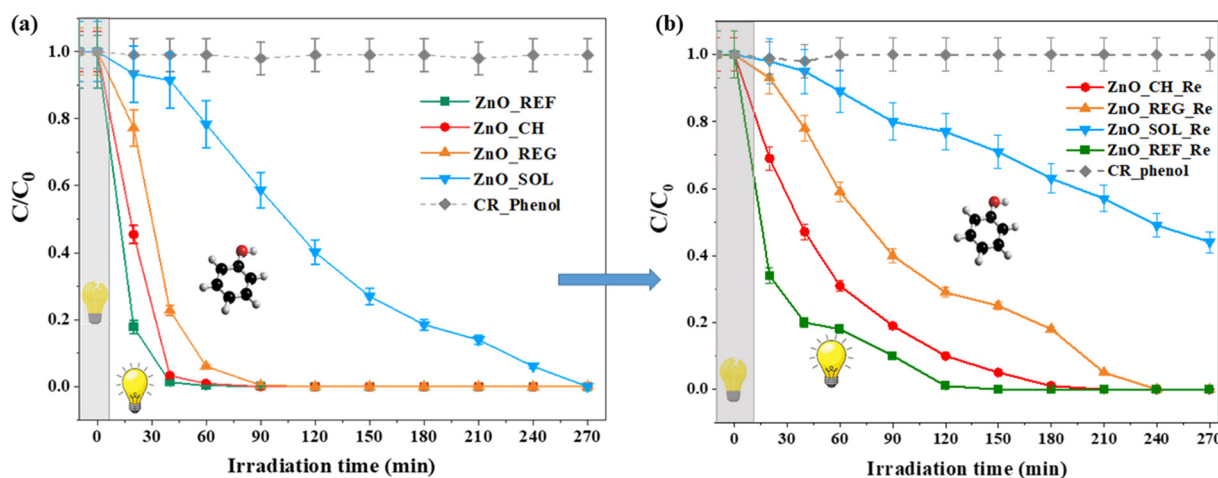 (a)
C/C0
1.0
0.8
0.6
0.4
0.2
0.0
ZnO_REF
ZnO_CH
ZnO_REG
ZnO_SOL
CR_Phenol
0 30 60 90 120 150 180 210 240 270
Irradiation time (min)
(b)
C/C0
1.0
0.8
0.6
0.4
0.2
0.0
ZnO_CH_Re
ZnO_REG_Re
ZnO_SOL_Re
ZnO_REF_Re
CR_phenol
0 30 60 90 120 150 180 210 240 270
Irradiation time (min)